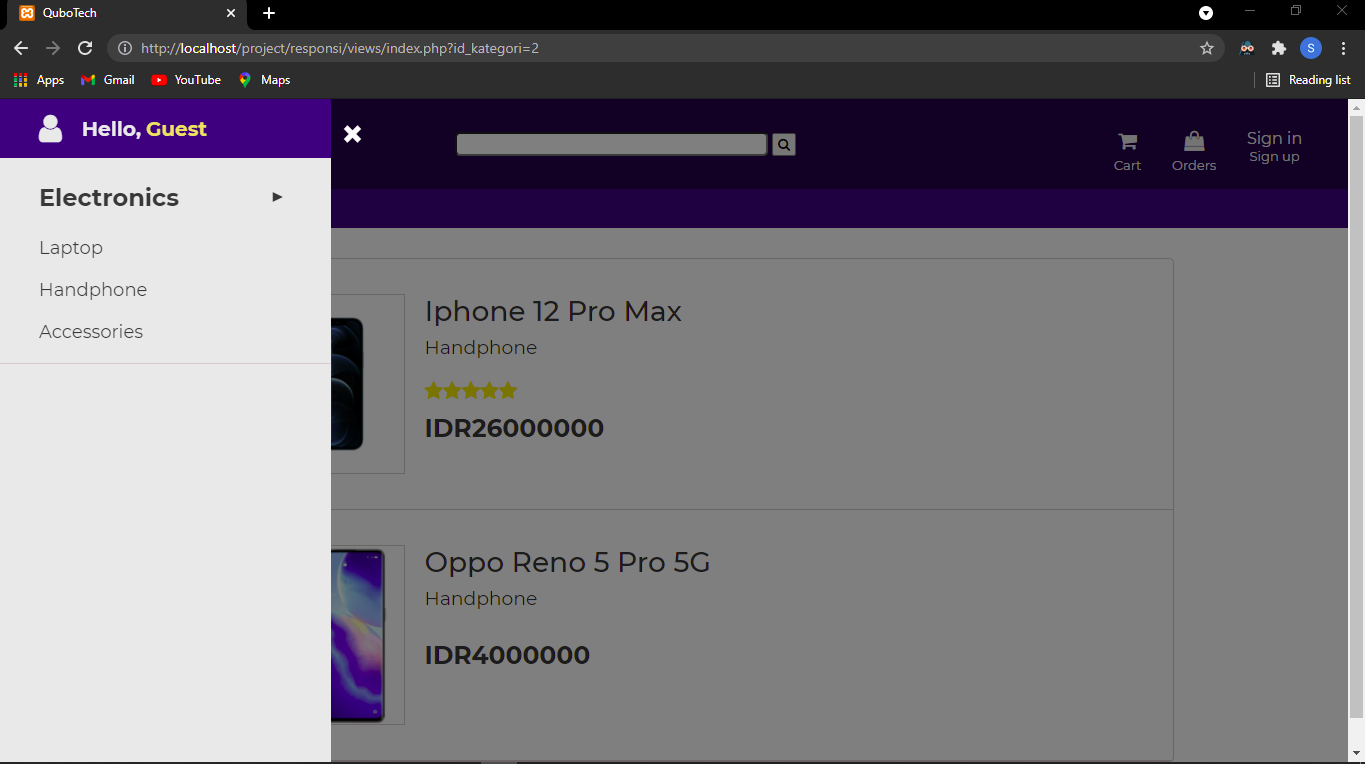 QuboTech
http://localhost/project/responsi/views/index.php?id_kategori=2
S
Apps Gmail YouTube Maps Reading list
Hello, Guest
Cart Orders Sign in
Sign up
Electronics
Laptop
Handphone
Accessories
Iphone 12 Pro Max
Handphone
IDR26000000
Oppo Reno 5 Pro 5G
Handphone
IDR4000000